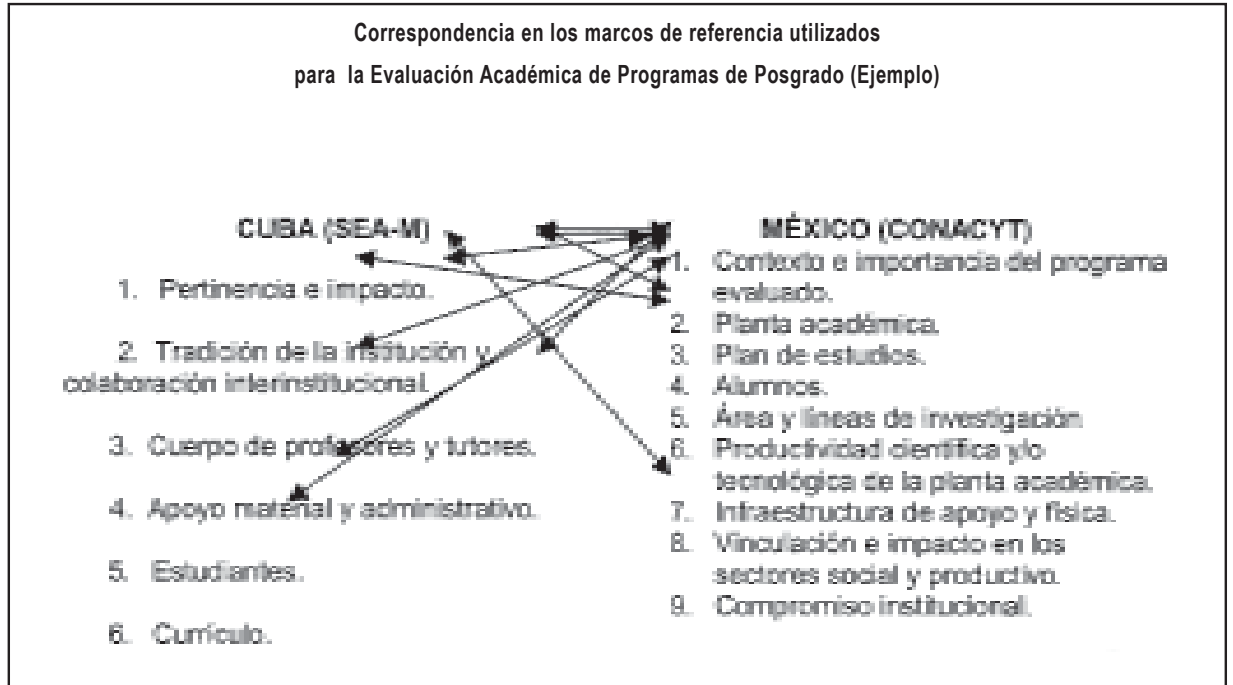 Correspondencia en los marcos de referencia utilizados
para la Evaluación Académica de Programas de Posgrado (Ejemplo)
CUBA (SEA-M)
1. Pertinencia e impacto.
2. Tradición de la institución y
colaboración interinstitucional.
3. Cuerpo de profesores y tutores.
4. Apoyo material y administrativo.
5. Estudiantes.
6. Currículo.
MÉXICO (CONACYT)
1. Contexto e importancia del programa
evaluado.
2. Planta académica.
3. Plan de estudios.
4. Alumnos.
5. Área y líneas de investigación
6. Productividad científica y/o
tecnológica de la planta académica.
7. Infraestructura de apoyo y física.
8. Vinculación e impacto en los
sectores social y productivo.
9. Compromiso institucional.